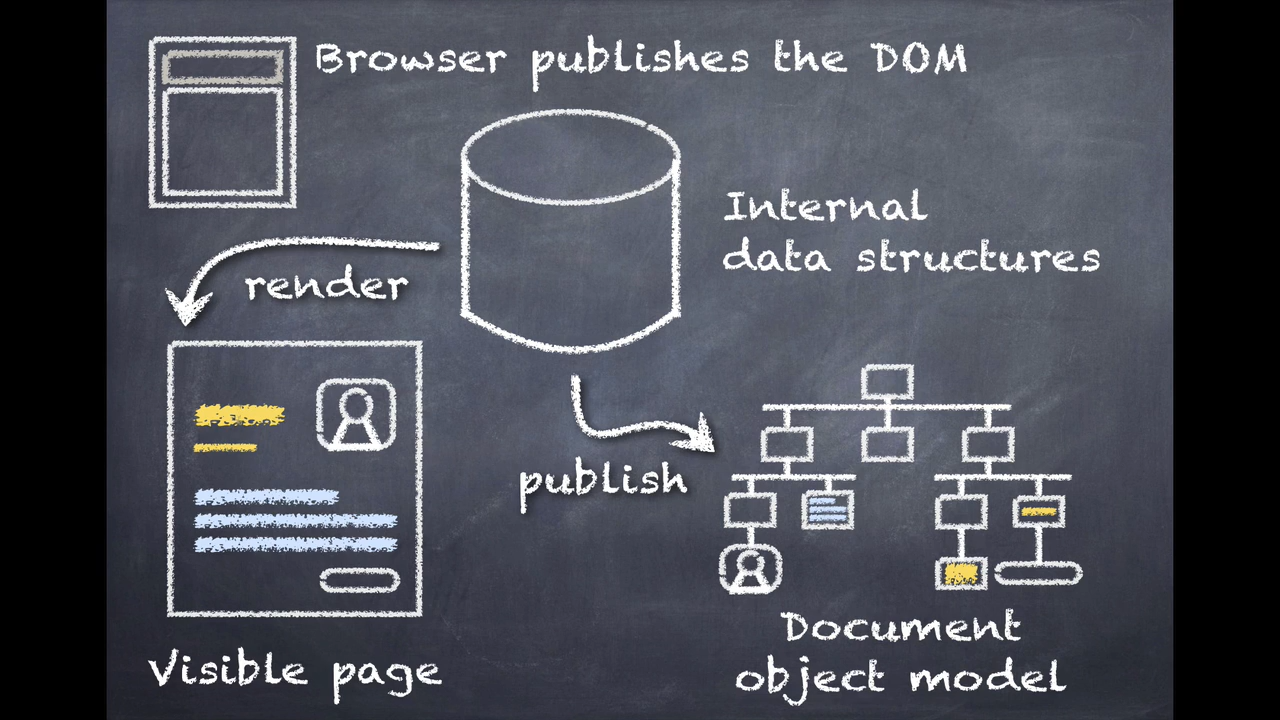 Browser publishes the DOM
Internal
data structures
render
publish
Document
object model
Visible page